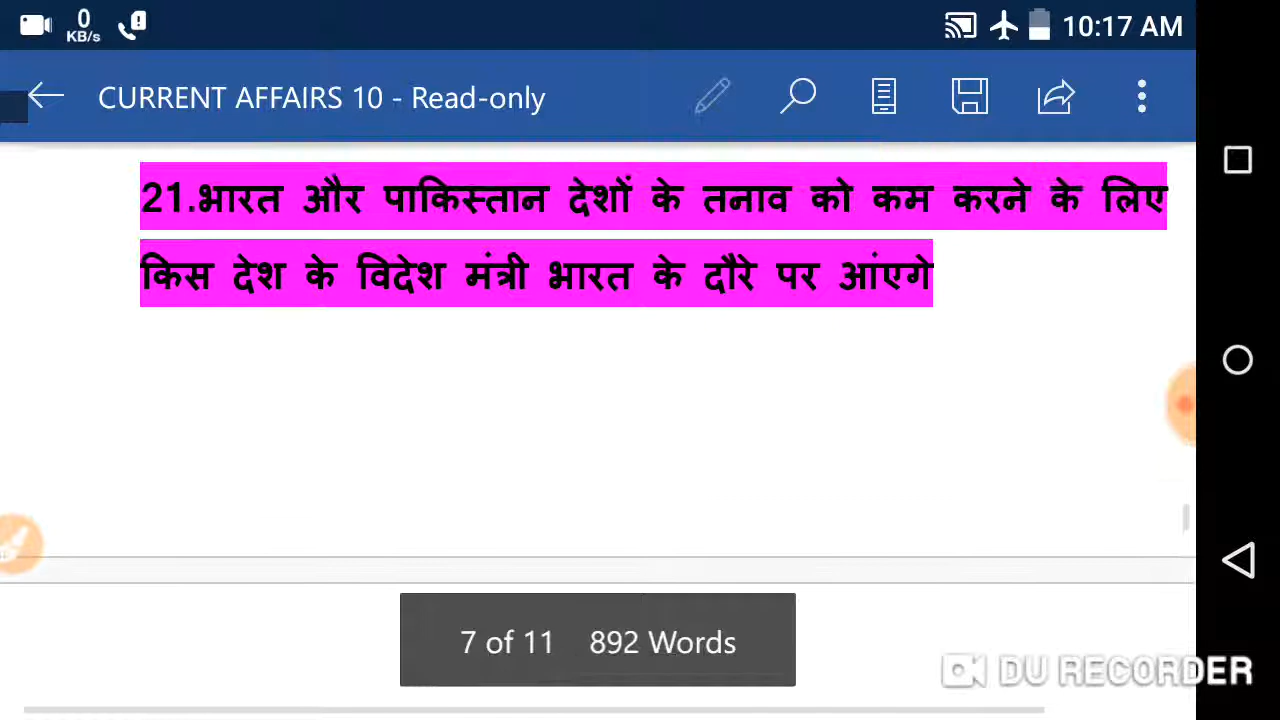 0
KB/s
10:17 AM
CURRENT AFFAIRS 10 - Read-only
21.भारत और पाकिस्तान देशों के तनाव को कम करने के लिए
किस देश के विदेश मंत्री भारत के दौरे पर आंएगे
7 of 11 892 Words
DU RECORDER